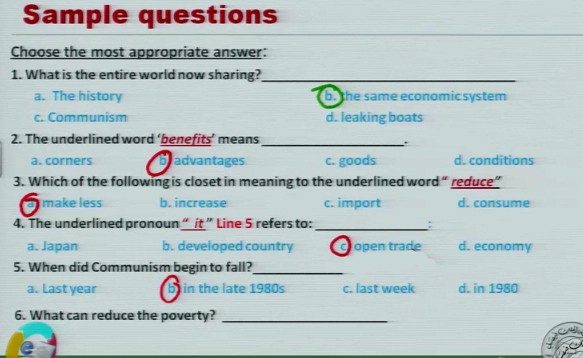 Sample questions
Choose the most appropriate answer:
1. What is the entire world now sharing?____________________
a. The history b. the same economic system
c. Communism d. leaking boats
2. The underlined word 'benefits' means ____________________.
a. corners b. advantages c. goods d. conditions
3. Which of the following is closet in meaning to the underlined word " reduce"
a. make less b. increase c. import d. consume
4. The underlined pronoun " it " Line 5 refers to: ________________:
a. Japan b. developed country c. open trade d. economy
5. When did Communism begin to fall?____________
a. Last year b. in the late 1980s c. last week d. in 1980
6. What can reduce the poverty? ____________________
e